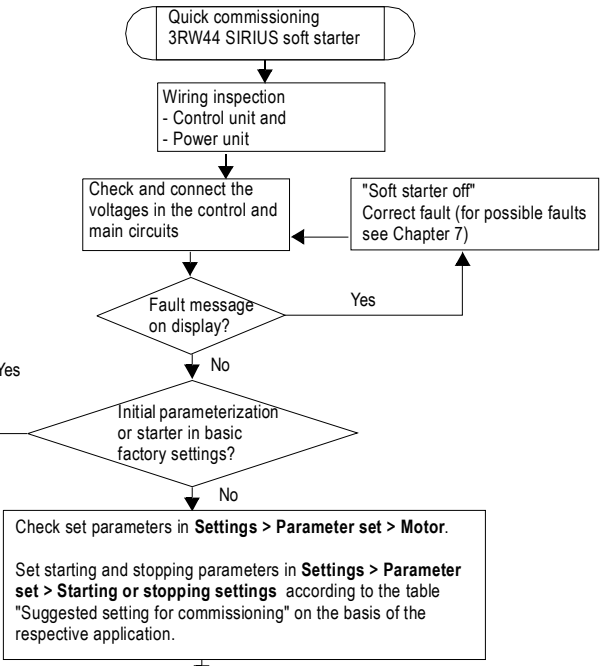 Quick commissioning
3RW44 SIRIUS soft starter
Wiring inspection
- Control unit and
- Power unit
Check and connect the
voltages in the control and
main circuits
"Soft starter off"
Correct fault (for possible faults
see Chapter 7)
Fault message
on display?
Yes
No
Yes
Initial parameterization
or starter in basic
factory settings?
No
Check set parameters in Settings > Parameter set > Motor.
Set starting and stopping parameters in Settings > Parameter
set > Starting or stopping settings according to the table
"Suggested setting for commissioning" on the basis of the
respective application.